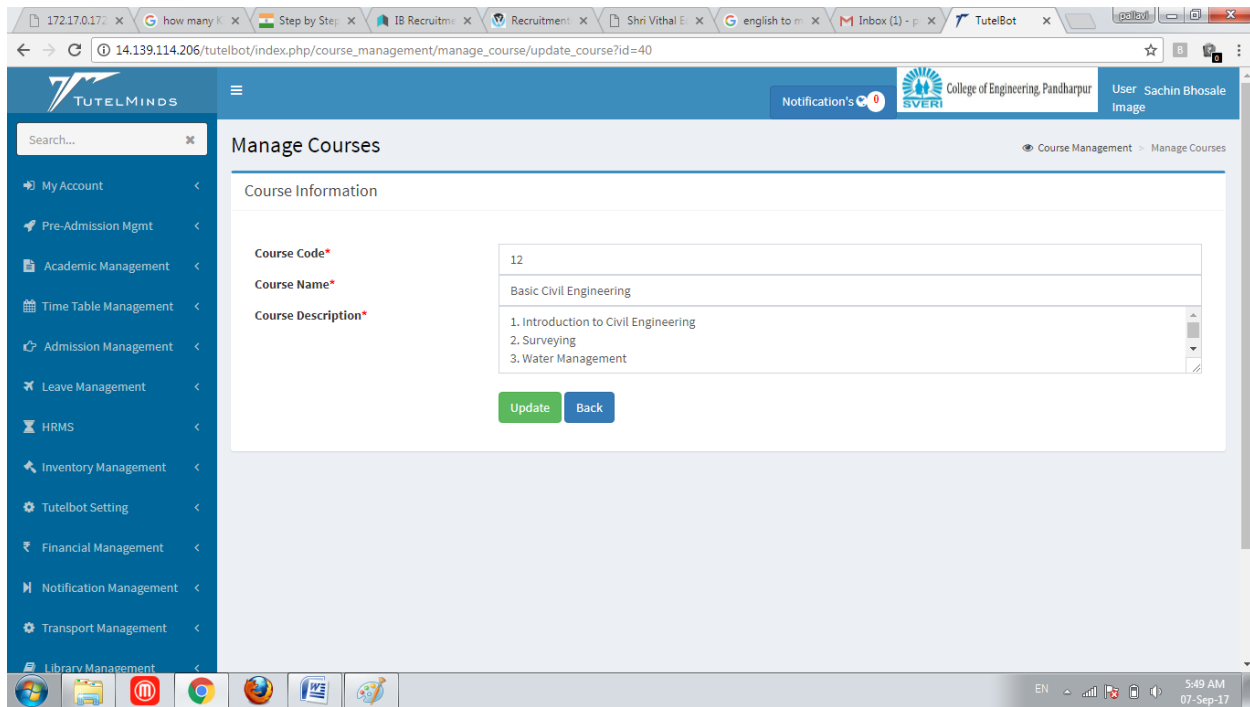 172.17.0.172
how many K
Step by Step
IB Recruitme
Recruitment
Shri Vithal E
english to m
Inbox (1) - p
TutelBot
pallavi
14.139.114.206/tutelbot/index.php/course_management/manage_course/update_course?id=40
TUTELMINDS
Notification's 0
SVERI
College of Engineering, Pandharpur
User Image
Sachin Bhosale
Search...
Manage Courses
Course Management > Manage Courses
My Account
Pre-Admission Mgmt
Academic Management
Time Table Management
Admission Management
Leave Management
HRMS
Inventory Management
Tutelbot Setting
₹ Financial Management
Notification Management
Transport Management
Library Management
Course Information
Course Code*
12
Course Name*
Basic Civil Engineering
Course Description*
1. Introduction to Civil Engineering
2. Surveying
3. Water Management
Update
Back
EN
5:49 AM
07-Sep-17